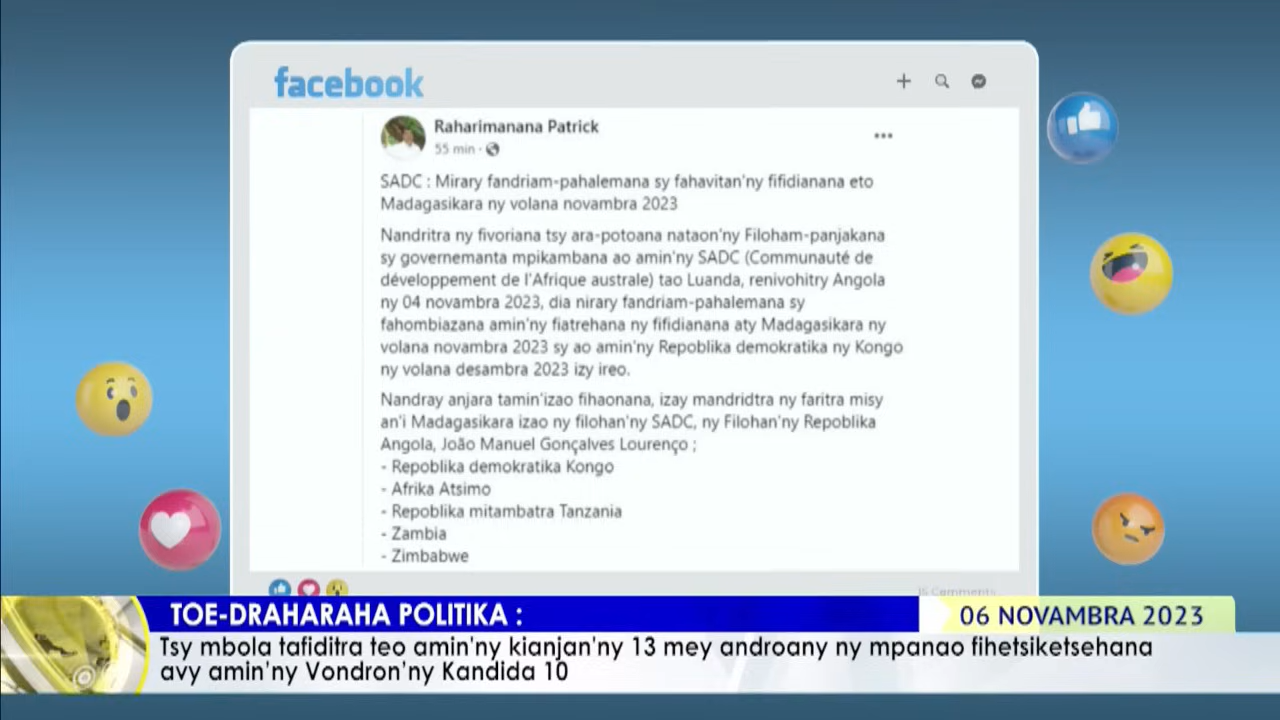 facebook
Raharimanana Patrick
55 min ·
SADC : Mirary fandriam-pahalemana sy fahavitan'ny fifidianana eto
Madagasikara ny volana novambra 2023
Nandritra ny fivoriana tsy ara-potoana nataon'ny Filoham-panjakana
sy governemanta mpikambana ao amin'ny SADC (Communauté de
développement de l'Afrique australe) tao Luanda, renivohitry Angola
ny 04 novambra 2023, dia nirary fandriam-pahalemana sy
fahombiazana amin'ny fiatrehana ny fifidianana aty Madagasikara ny
volana novambra 2023 sy ao amin'ny Repoblika demokratika ny Kongo
ny volana desambra 2023 izy ireo.
Nandray anjara tamin'izao fihaonana, izay mandridtra ny faritra misy
an'i Madagasikara izao ny filohan'ny SADC, ny Filohan'ny Repoblika
Angola, João Manuel Gonçalves Lourenço ;
- Repoblika demokratika Kongo
- Afrika Atsimo
- Repoblika mitambatra Tanzania
- Zambia
- Zimbabwe
Comments
TOE-DRAHARAHA POLITIKA :
06 NOVAMBRA 2023
Tsy mbola tafiditra teo amin'ny kianjan'ny 13 mey androany ny mpanao fihetsiketsehana
avy amin'ny Vondron'ny Kandida 10